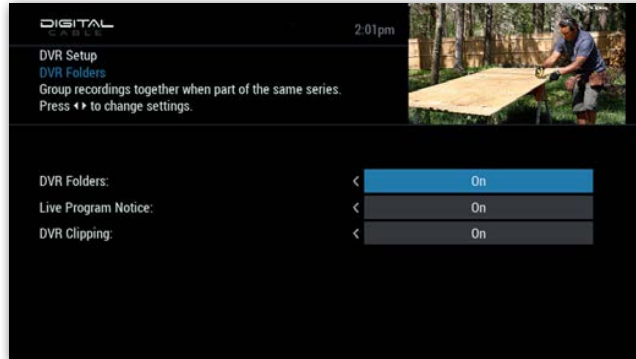 DIGITAL
CABLE
2:01pm
DVR Setup
DVR Folders
Group recordings together when part of the same series.
Press ◂ ▸ to change settings.
DVR Folders: < On
Live Program Notice: < On
DVR Clipping: < On